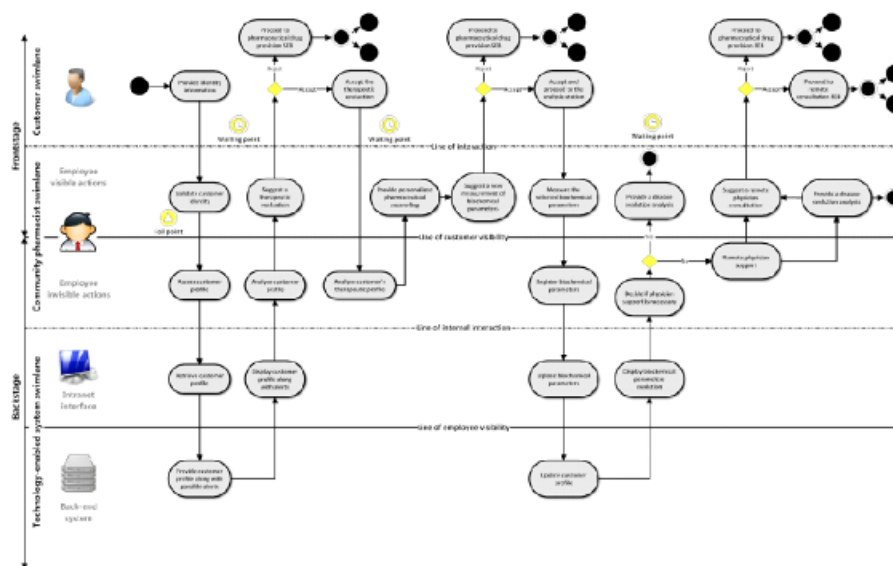 Frontstage
Backstage
Customer swimlane
Community pharmacist swimlane
Technology-enabled system swimlane
Employee
visible actions
Employee
invisible actions
Intranet
interface
Back-end
system
Proceed to
pharmaceutical drug
provision SEB
Provide identity
information
Accept the
therapeutic
evaluation
Accept
Waiting point
Proceed to
pharmaceutical drug
provision SEB
Accept and
proceed to the
Accept
Waiting point
Proceed to
pharmaceutical drug
provision SEB
Proceed to
remote
consultation SEB
Accept
Waiting point
Line of interaction
Validate customer
identity
Fail point
Suggest a
therapeutic
evaluation
Provide personalized
pharmaceutical
counseling
Suggest a new
measurement of
biochemical
parameters
Measure the
selected biochemical
parameters
Provide a disease
evolution analysis
Suggest remote
physician
consultation
Provide a disease
evolution analysis
Line of customer visibility
Access customer
profile
Analyze customer
profile
Analyze customer's
therapeutic profile
Register biochemical
parameters
Decide if physician
support is necessary
Remote physician
support
Line of internal interaction
Retrieve customer
profile
Display customer
profile along
with alerts
Update biochemical
parameters
Display biochemical
parameters
evolution
Line of employee visibility
Provide customer
profile along with
possible alerts
Update customer
profile